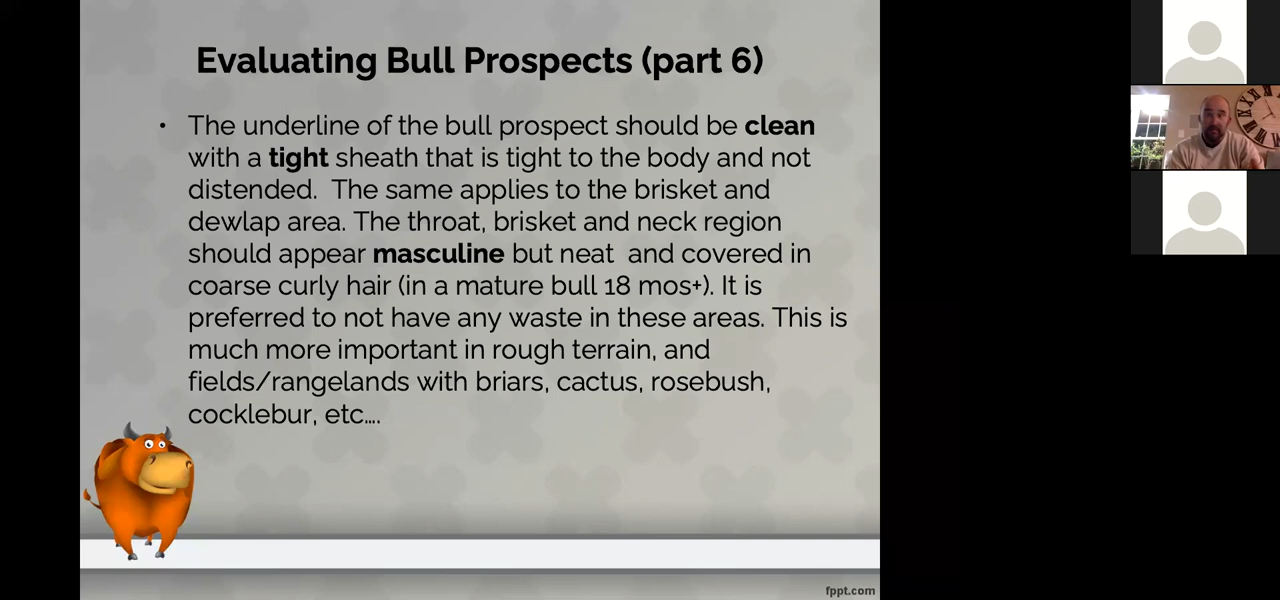 Evaluating Bull Prospects (part 6)
• The underline of the bull prospect should be clean
with a tight sheath that is tight to the body and not
distended.  The same applies to the brisket and
dewlap area. The throat, brisket and neck region
should appear masculine but neat  and covered in
coarse curly hair (in a mature bull 18 mos+). It is
preferred to not have any waste in these areas. This is
much more important in rough terrain, and
fields/rangelands with briars, cactus, rosebush,
cocklebur, etc….
fppt.com